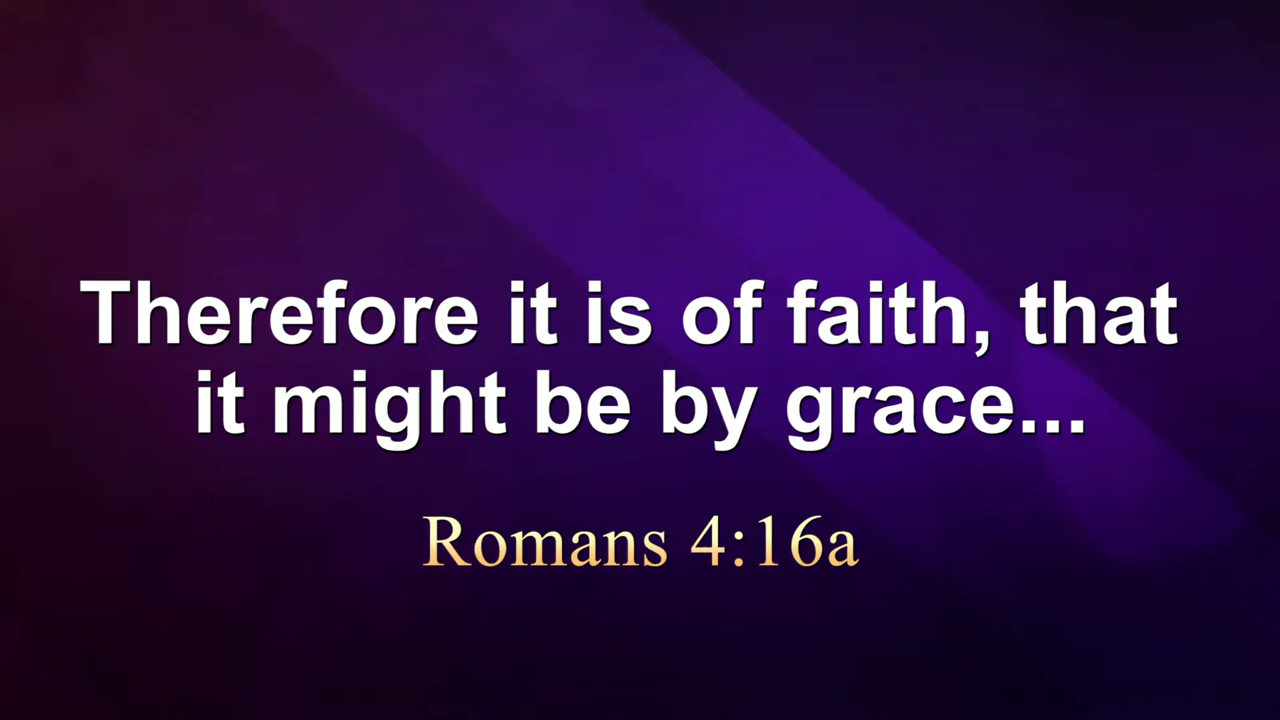 Therefore it is of faith, that
it might be by grace...
Romans 4:16a